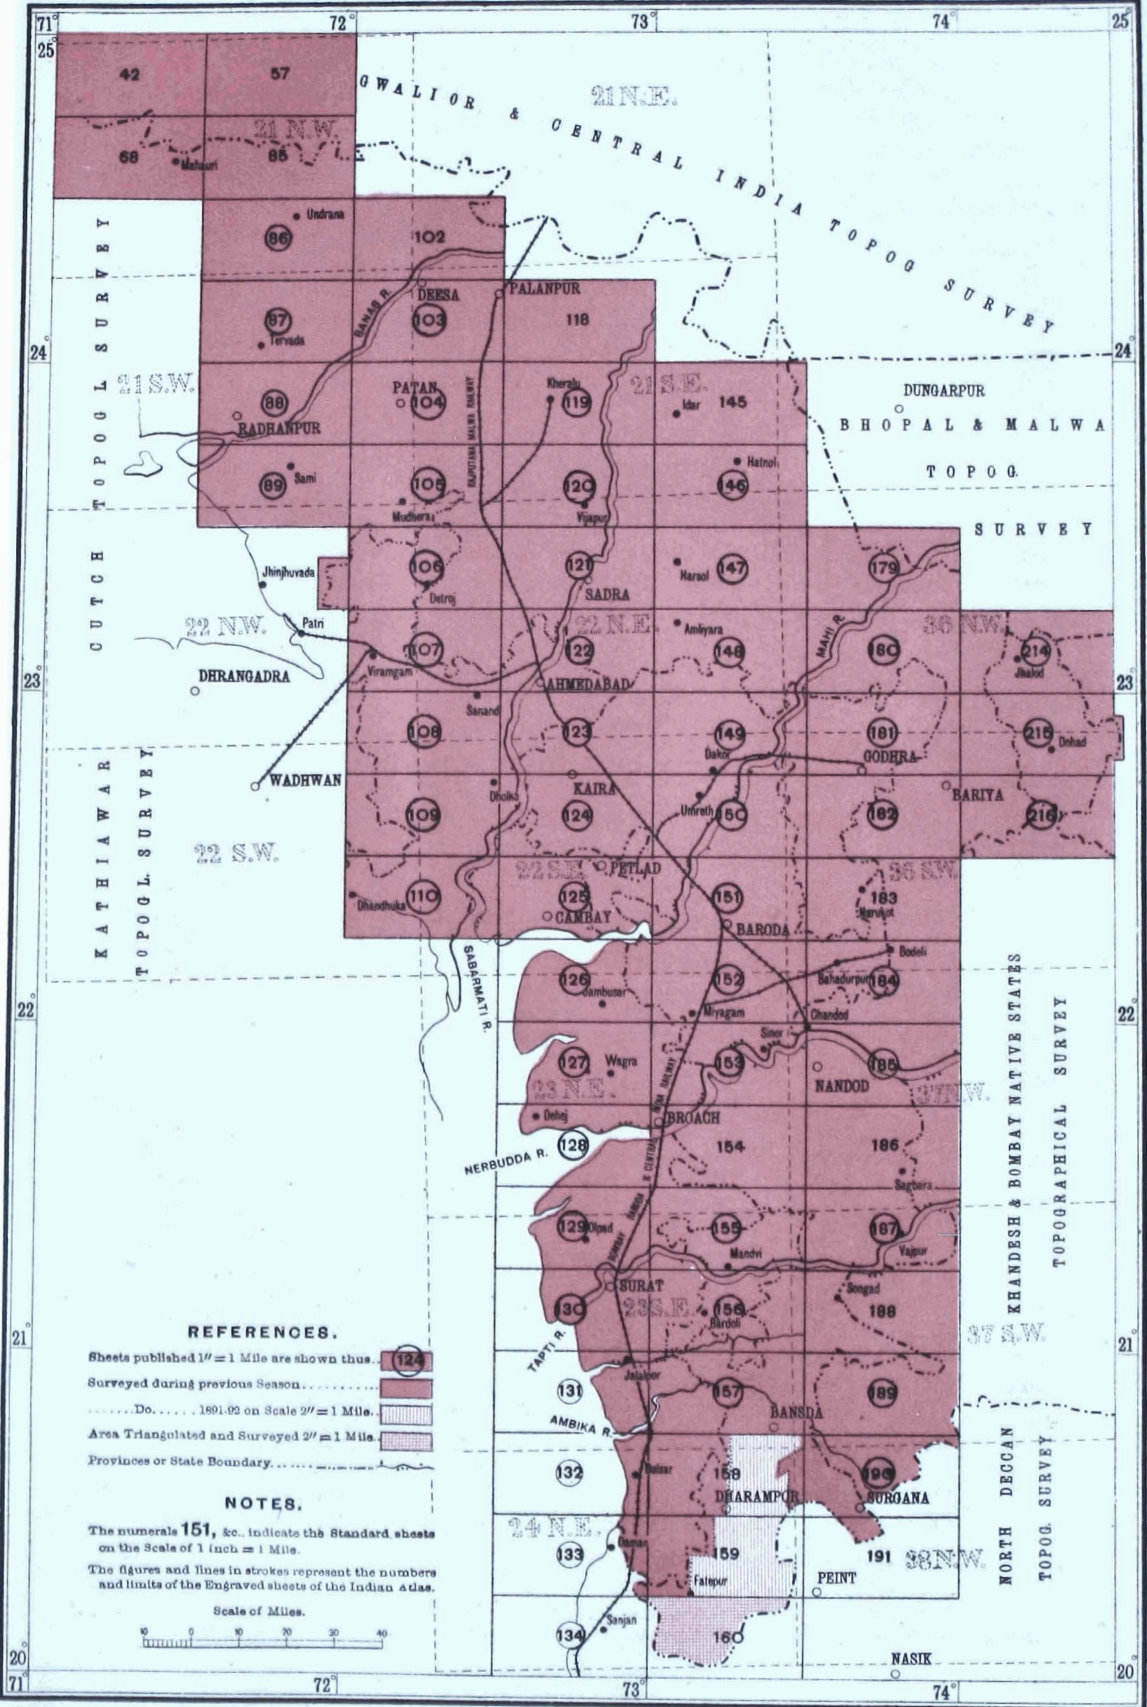 71° 72° 73° 74° 25°
25°
42 57
GWALIOR & CENTRAL INDIA TOPOG SURVEY
21 N.E.
21 N.W.
68 85
Mahauri
Undrana
86 102
BANAS R.
DEESA
PALANPUR
87 103 118
Tervada
24° 24°
CUTCH TOPOGL SURVEY
21 S.W.
PATAN
Kheralu
21 S.E.
DUNGARPUR
88 104 119 145
Idar
RADHANPUR
RAJPUTANA MALWA RAILWAY
BHOPAL & MALWA
TOPOG.
SURVEY
Sami
Hatnol
89 105 120 146
Mudhera
Vijapur
Jhinjhuvada
106 121 147 179
Harsol
Detroj
SADRA
22 N.W.
Patri
22 N.E.
Amliyara
MAHI R.
36 N.W.
107 122 148 180 214
Viramgam
Jhalod
DHRANGADRA
AHMEDABAD
23° 23°
Sanand
108 123 149 181 215
Dakor
GODHRA
Dohad
WADHWAN
KATHIAWAR
TOPOGL. SURVEY
Dholka
KAIRA
BARIYA
Umreth
109 124 150 182 216
22 S.W.
22 S.E.
PETLAD
36 S.W.
Dhandhuka
110 125 151 183
CAMBAY
Narukot
BARODA
SABARMATI R.
Bodeli
126 152 Bahadurpur 184
Jambusar
Miyagam
Chandod
22° 22°
Sinor
127 153 185
Wagra
NANDOD
23 N.E.
37 N.W.
Dehej
BROACH
BOMBAY BARODA & CENTRAL INDIA RAILWAY
NERBUDDA R.
128 154 186
Sagbara
KHANDESH & BOMBAY NATIVE STATES
TOPOGRAPHICAL SURVEY
129 155 187
Olpad
Mandvi
Vajpur
SURAT
Songad
23 S.E.
130 156 188
Bardoli
37 S.W.
21° 21°
TAPTI R.
Jalalpor
131 157 189
BANSDA
AMBIKA R.
132 158 190
Bulsar
DHARAMPUR
SURGANA
NORTH DECCAN
TOPOG. SURVEY
24 N.E.
Daman
133 159 191
38 N.W.
Fatepur
PEINT
Sanjan
134 160
NASIK
20° 20°
71° 72° 73° 74°
REFERENCES.
Sheets published 1″ = 1 Mile are shown thus.. 124
Surveyed during previous Season..............
.......Do...... 1891-92 on Scale 2″ = 1 Mile.
Area Triangulated and Surveyed 2″ = 1 Mile.
Provinces or State Boundary....
NOTES.
The numerals 151, &c., indicate the Standard sheets
on the Scale of 1 inch = 1 Mile.
The figures and lines in strokes represent the numbers
and limits of the Engraved sheets of the Indian Atlas.
Scale of Miles.
10 0 10 20 30 40